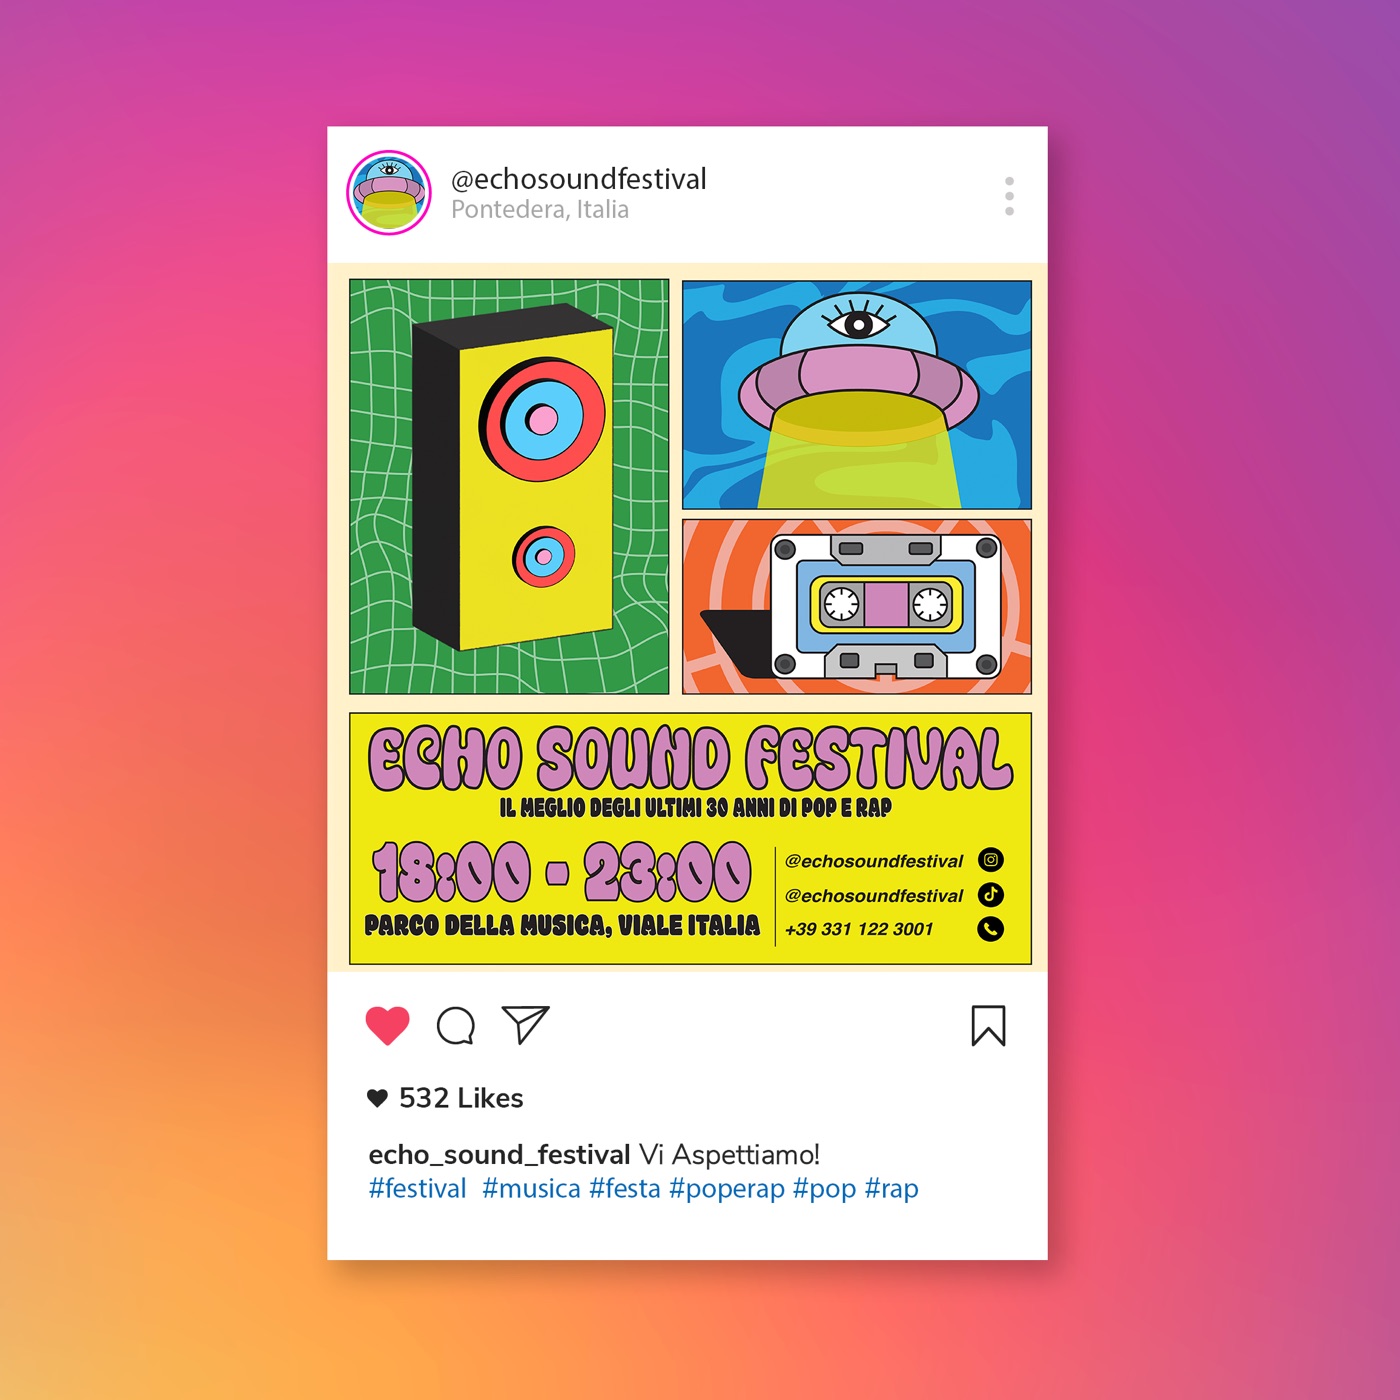 @echosoundfestival
Pontedera, Italia
ECHO SOUND FESTIVAL
IL MEGLIO DEGLI ULTIMI 30 ANNI DI POP E RAP
18:00 - 23:00
PARCO DELLA MUSICA, VIALE ITALIA
@echosoundfestival
@echosoundfestival
+39 331 122 3001
532 Likes
echo_sound_festival Vi Aspettiamo!
#festival #musica #festa #poperap #pop #rap